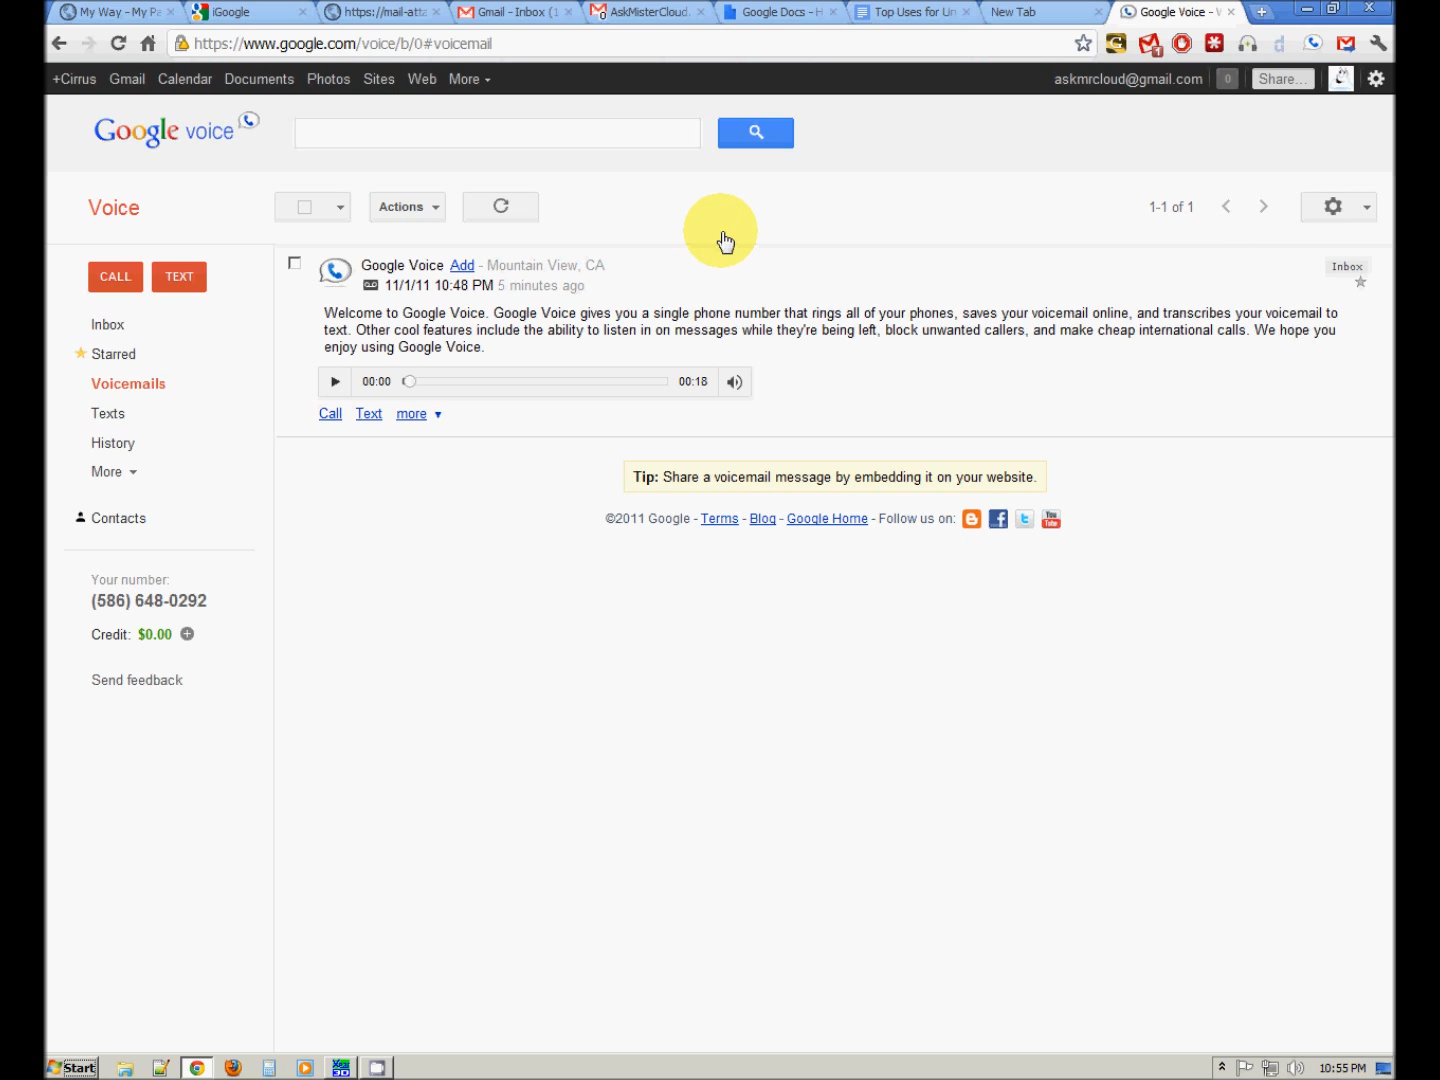 My Way - My Pa
iGoogle
https://mail-atta
Gmail - Inbox (1
AskMisterCloud.
Google Docs - H
Top Uses for Un
New Tab
Google Voice - V
https://www.google.com/voice/b/0#voicemail
+Cirrus Gmail Calendar Documents Photos Sites Web More
askmrcloud@gmail.com 0 Share...
Google voice
Voice
Actions
1-1 of 1
CALL TEXT
Inbox
Starred
Voicemails
Texts
History
More
Contacts
Your number:
(586) 648-0292
Credit: $0.00
Send feedback
Google Voice Add - Mountain View, CA
Inbox
11/1/11 10:48 PM 5 minutes ago
Welcome to Google Voice. Google Voice gives you a single phone number that rings all of your phones, saves your voicemail online, and transcribes your voicemail to
text. Other cool features include the ability to listen in on messages while they're being left, block unwanted callers, and make cheap international calls. We hope you
enjoy using Google Voice.
00:00 00:18
Call Text more
Tip: Share a voicemail message by embedding it on your website.
©2011 Google - Terms - Blog - Google Home - Follow us on:
Start
10:55 PM